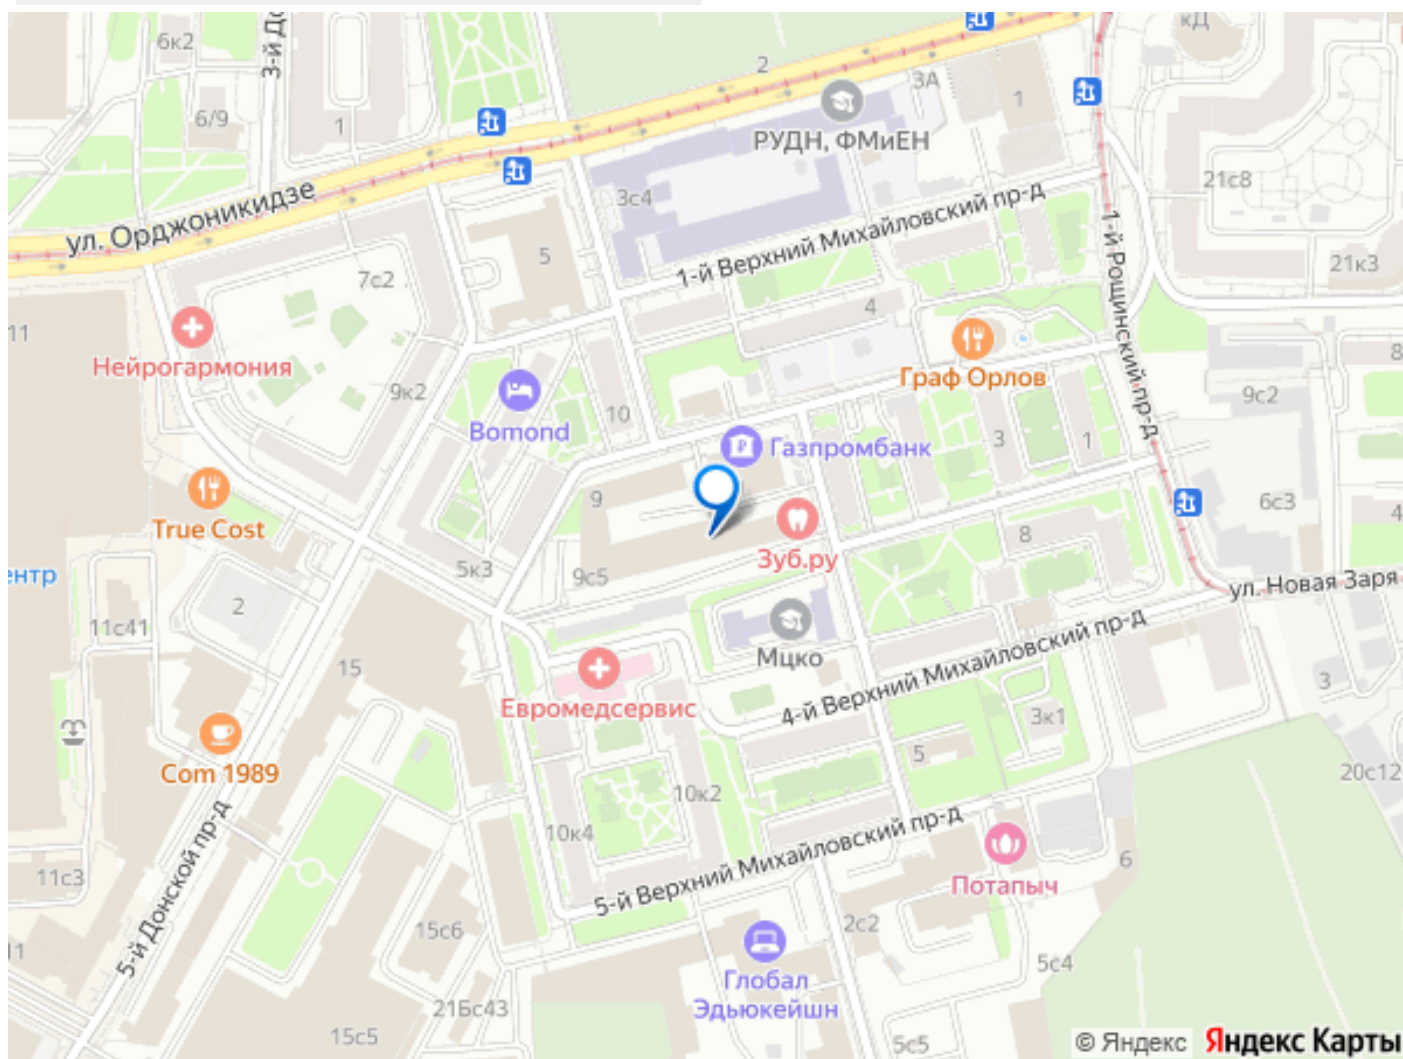 6к2
3-й До
кД
2
3А
1
6/9
1
РУДН, ФМиЕН
21с8
3с4
ул. Орджоникидзе
1-й Верхний Михайловский пр-д
1-й Рощинский пр-д
5
7с2
21к3
11
4
Нейрогармония
Граф Орлов
8
9к2
9с2
10
Bomond
3
1
Газпромбанк
9
6с3
4
True Cost
8
Зуб.ру
5к3
9с5
ентр
ул. Новая Заря
2
11с41
Мцко
15
3
Евромедсервис
4-й Верхний Михайловский пр-д
3к1
5
Com 1989
20с12
10к2
10к4
5-й Донской пр-д
5-й Верхний Михайловский пр-д
6
11с3
Потапыч
2с2
15с6
11
5с4
Глобал
Эдьюкейшн
21Бс43
15с5
5с5
© Яндекс Яндекс Карты